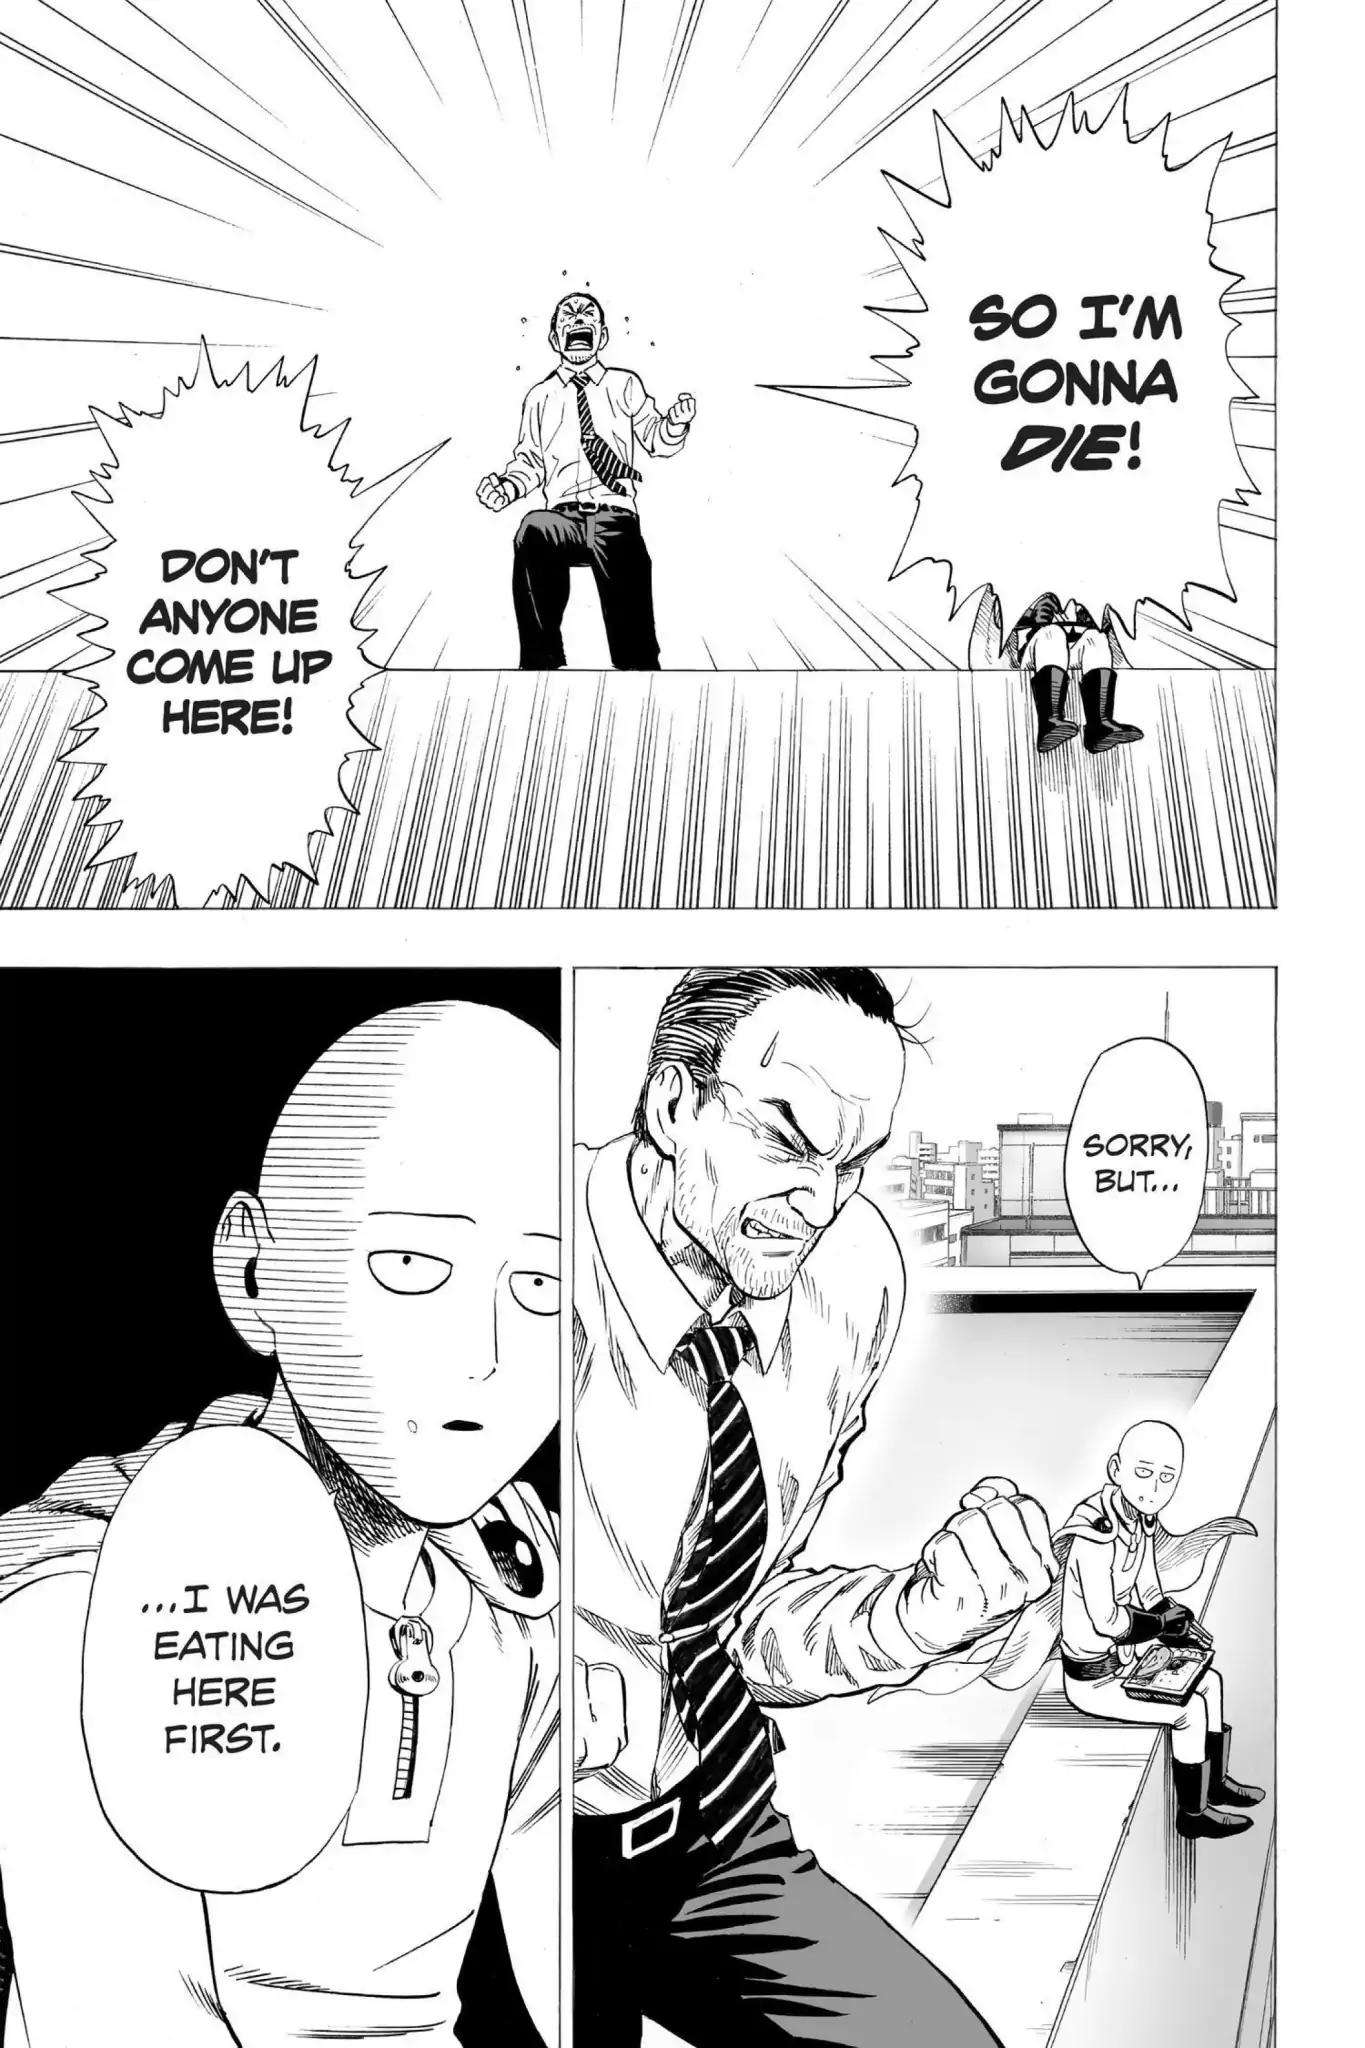 SO I'M
GONNA
DIE!
DON'T
ANYONE
COME UP
HERE!
SORRY,
BUT...
...I WAS
EATING
HERE
FIRST.